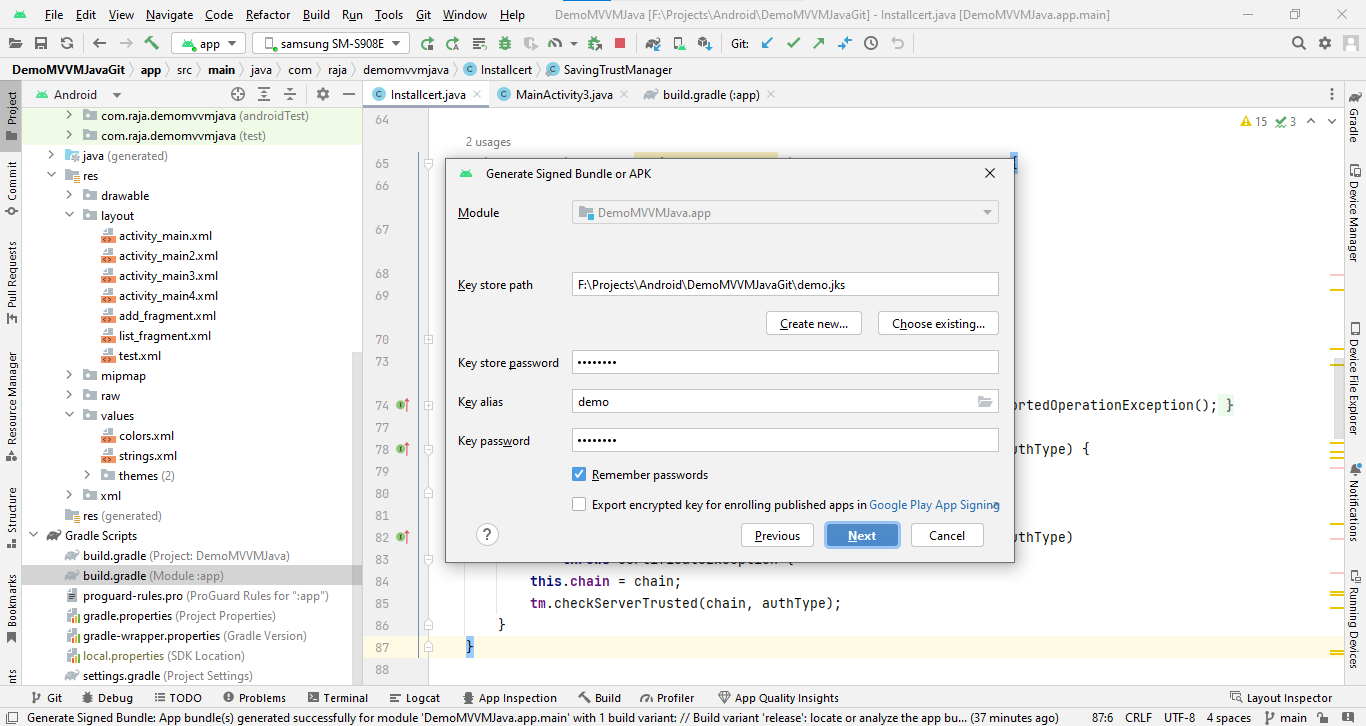 File Edit View Navigate Code Refactor Build Run Tools Git Window Help DemoMVVMJava [F:\Projects\Android\DemoMVVMJavaGit] - Installcert.java [DemoMVVMJava.app.main]
app samsung SM-S908E Git:
DemoMVVMJavaGit app src main java com raja demomvvmjava Installcert SavingTrustManager
Android
Installcert.java MainActivity3.java build.gradle (:app)
Project
Commit
Pull Requests
Resource Manager
Structure
Bookmarks
com.raja.demomvvmjava (androidTest)
com.raja.demomvvmjava (test)
java (generated)
res
drawable
layout
activity_main.xml
activity_main2.xml
activity_main3.xml
activity_main4.xml
add_fragment.xml
list_fragment.xml
test.xml
mipmap
raw
values
colors.xml
strings.xml
themes (2)
xml
res (generated)
Gradle Scripts
build.gradle (Project: DemoMVVMJava)
build.gradle (Module :app)
proguard-rules.pro (ProGuard Rules for ":app")
gradle.properties (Project Properties)
gradle-wrapper.properties (Gradle Version)
local.properties (SDK Location)
settings.gradle (Project Settings)
64
2 usages
15 3
65 {
66
67
68
69
70
73
74 ortedOperationException(); }
77
78 uthType) {
79
80
81
82 uthType)
83
84 this.chain = chain;
85 tm.checkServerTrusted(chain, authType);
86 }
87 }
88
Generate Signed Bundle or APK
Module DemoMVVMJava.app
Key store path F:\Projects\Android\DemoMVVMJavaGit\demo.jks
Create new... Choose existing...
Key store password ••••••••
Key alias demo
Key password ••••••••
Remember passwords
Export encrypted key for enrolling published apps in Google Play App Signing
? Previous Next Cancel
Gradle
Device Manager
Device File Explorer
Notifications
Running Devices
Git Debug TODO Problems Terminal Logcat App Inspection Build Profiler App Quality Insights Layout Inspector
Generate Signed Bundle: App bundle(s) generated successfully for module 'DemoMVVMJava.app.main' with 1 build variant: // Build variant 'release': locate or analyze the app bu... (37 minutes ago) 87:6 CRLF UTF-8 4 spaces main